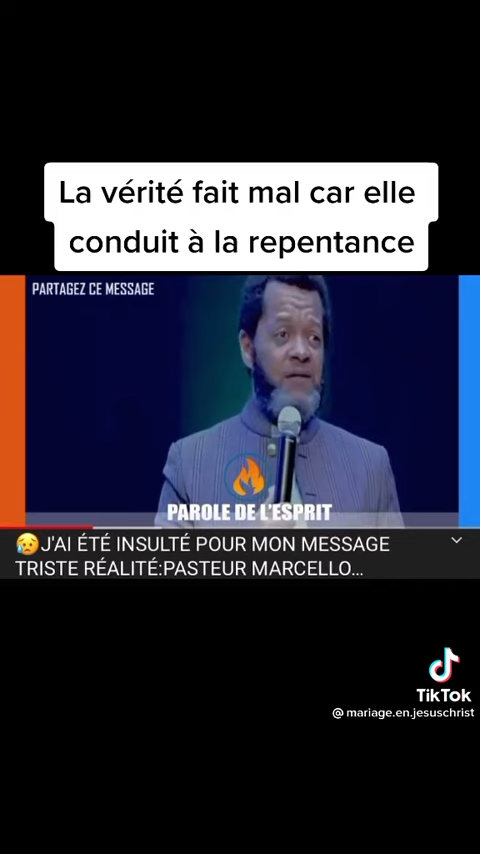 La vérité fait mal car elle
conduit à la repentance
PARTAGEZ CE MESSAGE
PAROLE DE L'ESPRIT
😥J'AI ÉTÉ INSULTÉ POUR MON MESSAGE
TRISTE RÉALITÉ:PASTEUR MARCELLO...
TikTok
@mariage.en.jesuschrist